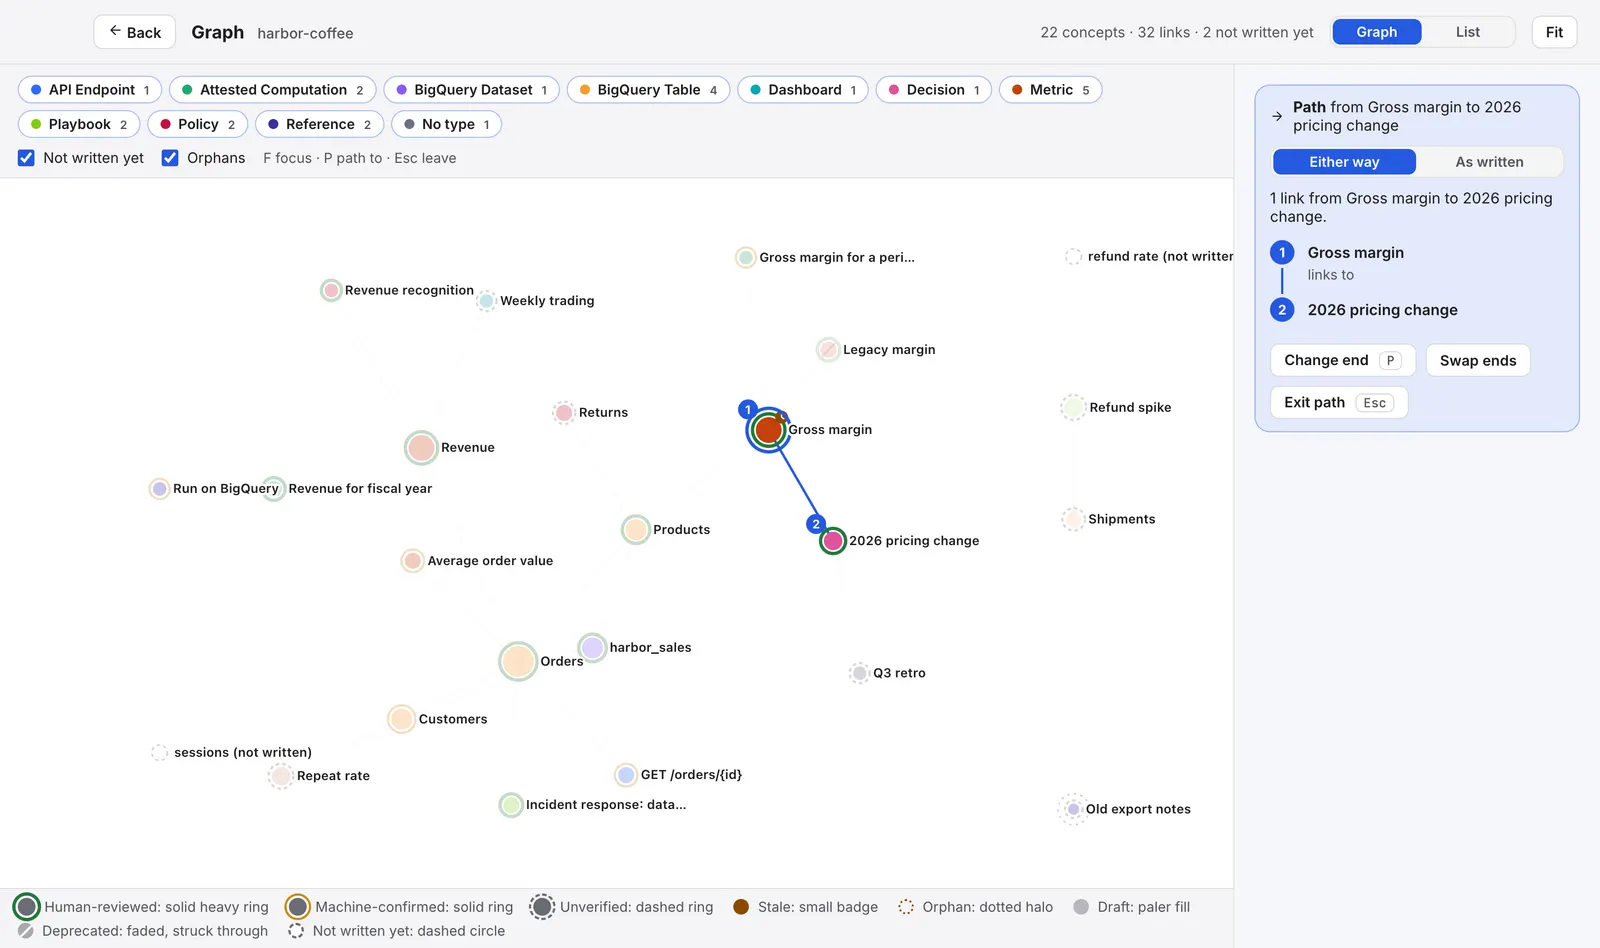 ← Back
Graph harbor-coffee
22 concepts · 32 links · 2 not written yet
Graph
List
Fit
API Endpoint 1
Attested Computation 2
BigQuery Dataset 1
BigQuery Table 4
Dashboard 1
Decision 1
Metric 5
Playbook 2
Policy 2
Reference 2
No type 1
Not written yet
Orphans
F focus · P path to · Esc leave
→ Path from Gross margin to 2026
pricing change
Either way
As written
1 link from Gross margin to 2026 pricing
change.
1 Gross margin
links to
2 2026 pricing change
Change end P
Swap ends
Exit path Esc
Gross margin for a peri...
refund rate (not written
Revenue recognition
Weekly trading
Legacy margin
Returns
1
Gross margin
Refund spike
Revenue
Run on BigQuery
Revenue for fiscal year
Products
2
2026 pricing change
Shipments
Average order value
Orders
harbor_sales
Q3 retro
Customers
sessions (not written)
Repeat rate
GET /orders/{id}
Incident response: data...
Old export notes
Human-reviewed: solid heavy ring
Machine-confirmed: solid ring
Unverified: dashed ring
Stale: small badge
Orphan: dotted halo
Draft: paler fill
Deprecated: faded, struck through
Not written yet: dashed circle